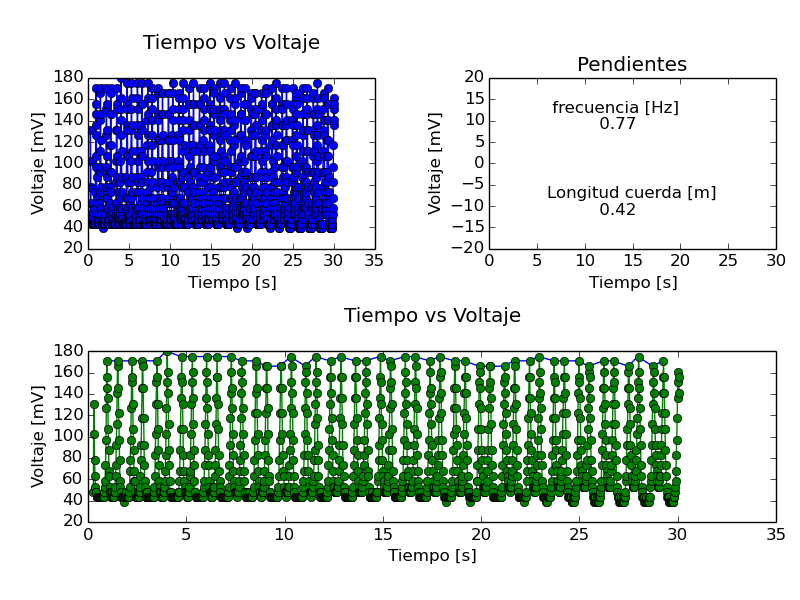 Tiempo vs Voltaje
180
160
140
120
100
80
60
40
20
Voltaje [mV]
0 5 10 15 20 25 30 35
Tiempo [s]
Pendientes
20
15
10
5
0
−5
−10
−15
−20
Voltaje [mV]
frecuencia [Hz]
0.77
Longitud cuerda [m]
0.42
0 5 10 15 20 25 30
Tiempo [s]
Tiempo vs Voltaje
180
160
140
120
100
80
60
40
20
Voltaje [mV]
0 5 10 15 20 25 30 35
Tiempo [s]